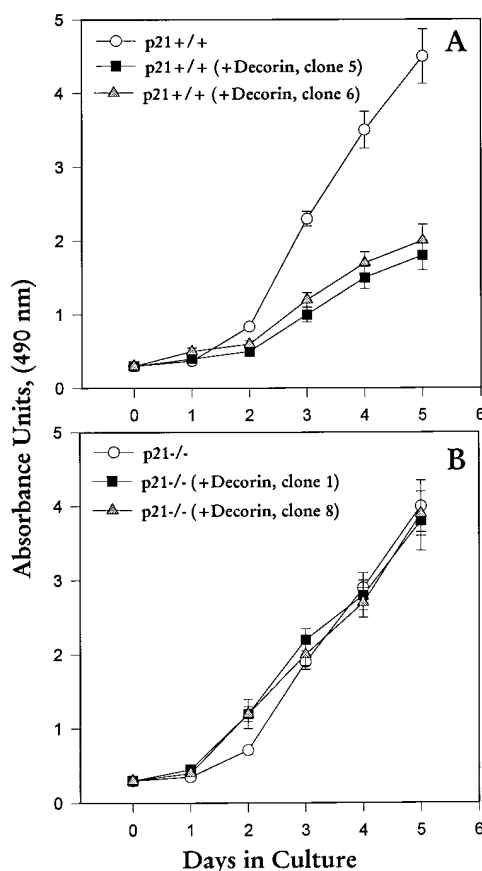 A
p21+/+
p21+/+ (+Decorin, clone 5)
p21+/+ (+Decorin, clone 6)
5
4
3
2
1
0
0 1 2 3 4 5
Absorbance Units, (490 nm)
B
p21-/-
p21-/- (+Decorin, clone 1)
p21-/- (+Decorin, clone 8)
5
4
3
2
1
0
0 1 2 3 4 5
Days in Culture